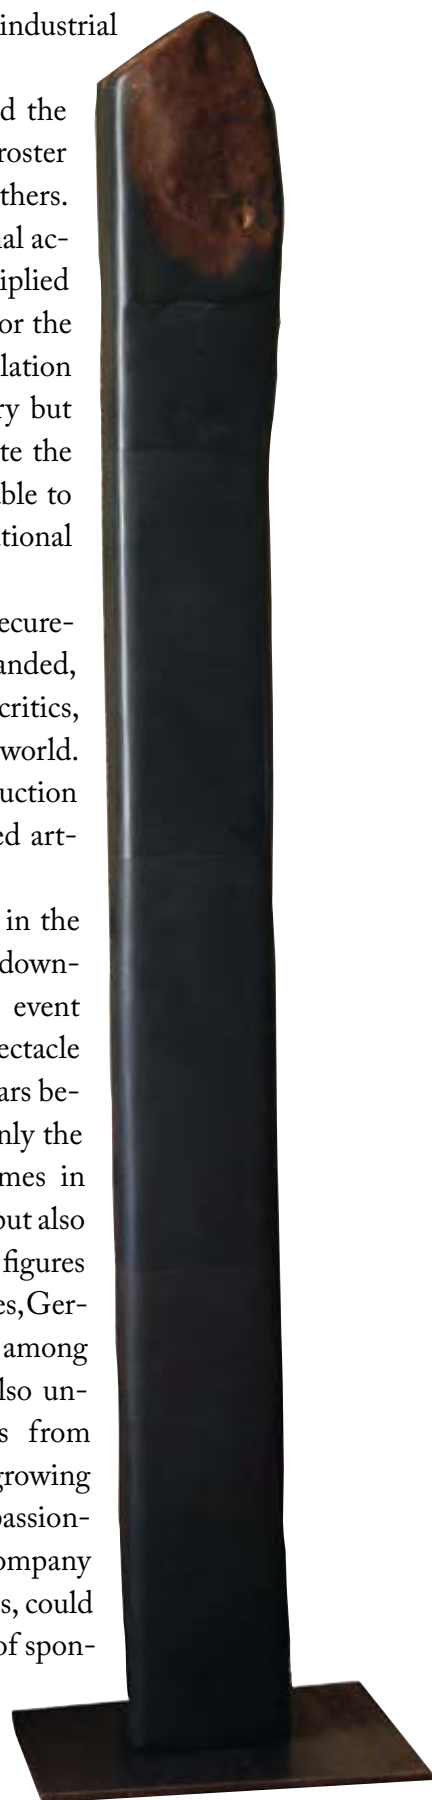 industrial
d the
roster
thers.
nal ac-
iplied
or the
lation
ry but
te the
ble to
tional
ecure-
anded,
critics,
world.
uction
ed art-
in the
down-
event
ectacle
ars be-
nly the
mes in
but also
figures
es, Ger-
among
lso un-
s from
growing
passion-
ompany
s, could
of spon-